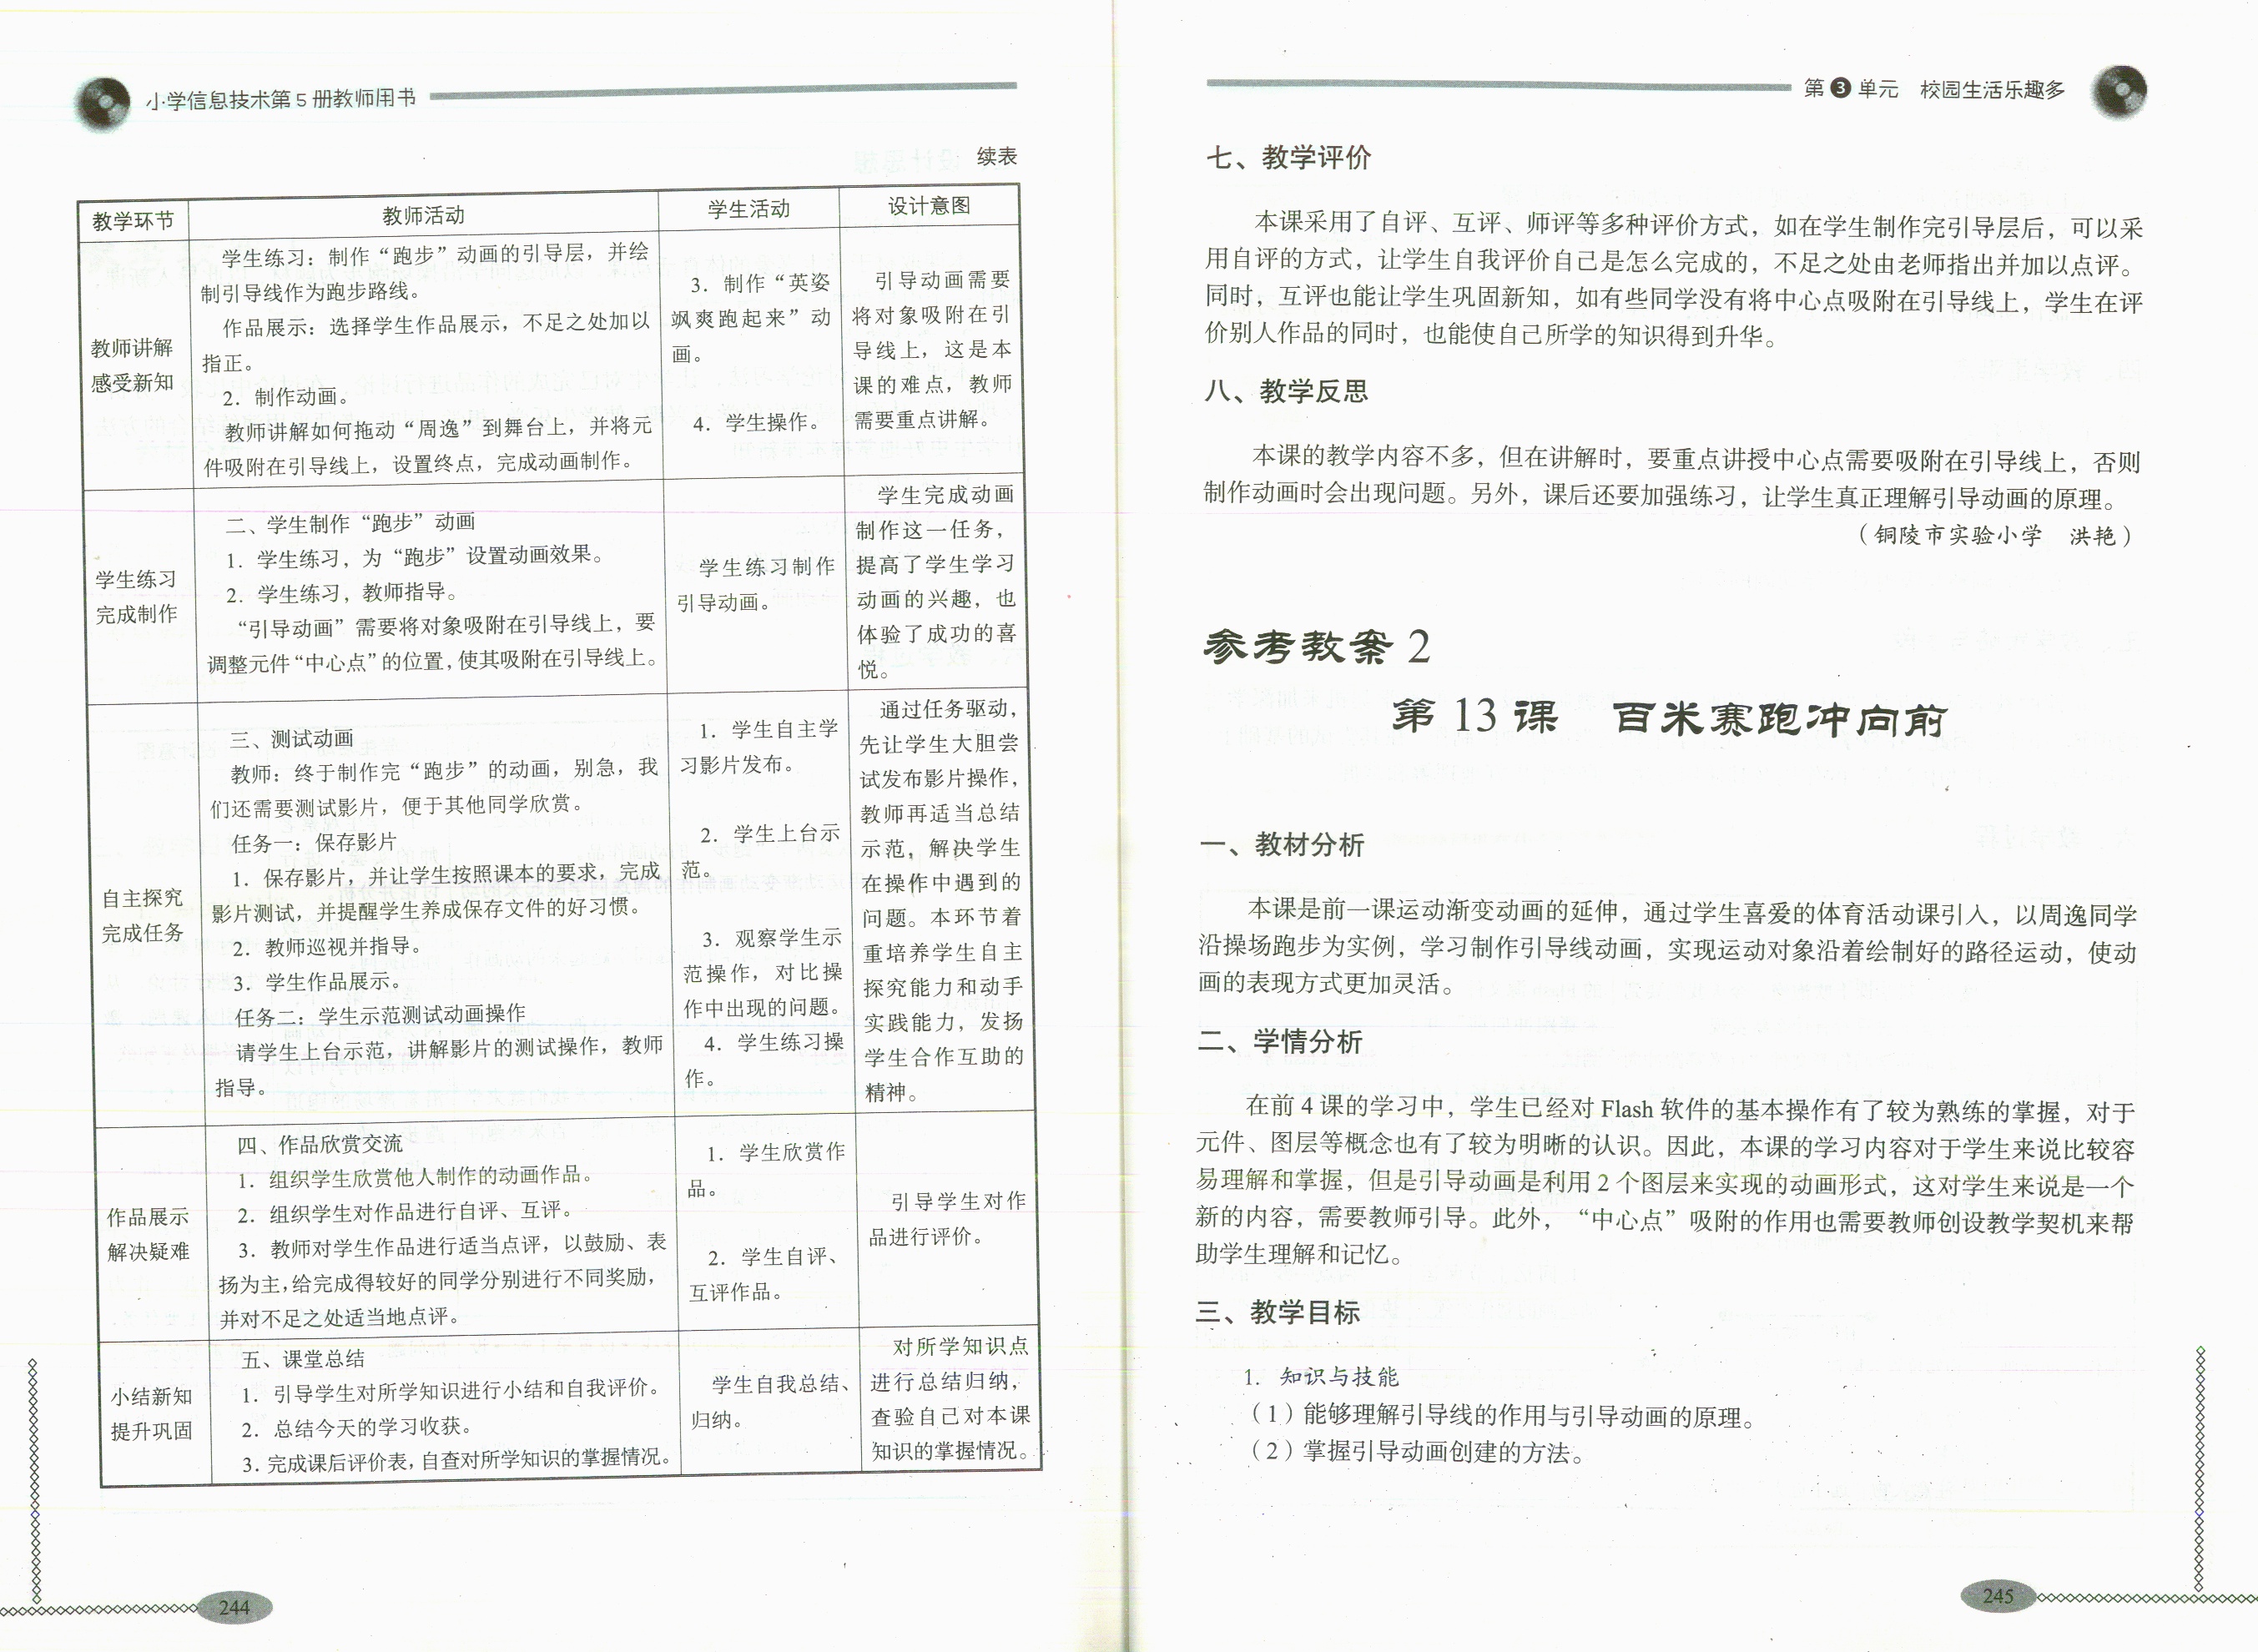 小学信息技术第5册教师用书
续表
教学环节
教师活动
学生活动
设计意图
教师讲解
感受新知
学生练习：制作“跑步”动画的引导层，并绘
制引导线作为跑步路线。
作品展示：选择学生作品展示，不足之处加以
指正。
2．制作动画。
教师讲解如何拖动“周逸”到舞台上，并将元
件吸附在引导线上，设置终点，完成动画制作。
3．制作“英姿
飒爽跑起来”动
画。
4．学生操作。
引导动画需要
将对象吸附在引
导线上，这是本
课的难点，教师
需要重点讲解。
学生练习
完成制作
二、学生制作“跑步”动画
1．学生练习，为“跑步”设置动画效果。
2．学生练习，教师指导。
“引导动画”需要将对象吸附在引导线上，要
调整元件“中心点”的位置，使其吸附在引导线上。
学生练习制作
引导动画。
学生完成动画
制作这一任务，
提高了学生学习
动画的兴趣，也
体验了成功的喜
悦。
自主探究
完成任务
三、测试动画
教师：终于制作完“跑步”的动画，别急，我
们还需要测试影片，便于其他同学欣赏。
任务一：保存影片
1．保存影片，并让学生按照课本的要求，完成
影片测试，并提醒学生养成保存文件的好习惯。
2．教师巡视并指导。
3．学生作品展示。
任务二：学生示范测试动画操作
请学生上台示范，讲解影片的测试操作，教师
指导。
1．学生自主学
习影片发布。
2．学生上台示
范。
3．观察学生示
范操作，对比操
作中出现的问题。
4．学生练习操
作。
通过任务驱动，
先让学生大胆尝
试发布影片操作，
教师再适当总结
示范，解决学生
在操作中遇到的
问题。本环节着
重培养学生自主
探究能力和动手
实践能力，发扬
学生合作互助的
精神。
作品展示
解决疑难
四、作品欣赏交流
1．组织学生欣赏他人制作的动画作品。
2．组织学生对作品进行自评、互评。
3．教师对学生作品进行适当点评，以鼓励、表
扬为主，给完成得较好的同学分别进行不同奖励，
并对不足之处适当地点评。
1．学生欣赏作
品。
2．学生自评、
互评作品。
引导学生对作
品进行评价。
小结新知
提升巩固
五、课堂总结
1．引导学生对所学知识进行小结和自我评价。
2．总结今天的学习收获。
3．完成课后评价表，自查对所学知识的掌握情况。
学生自我总结、
归纳。
对所学知识点
进行总结归纳，
查验自己对本课
知识的掌握情况。
244
第3单元　校园生活乐趣多
七、教学评价
本课采用了自评、互评、师评等多种评价方式，如在学生制作完引导层后，可以采
用自评的方式，让学生自我评价自己是怎么完成的，不足之处由老师指出并加以点评。
同时，互评也能让学生巩固新知，如有些同学没有将中心点吸附在引导线上，学生在评
价别人作品的同时，也能使自己所学的知识得到升华。
八、教学反思
本课的教学内容不多，但在讲解时，要重点讲授中心点需要吸附在引导线上，否则
制作动画时会出现问题。另外，课后还要加强练习，让学生真正理解引导动画的原理。
（铜陵市实验小学　洪艳）
参考教案2
第13课　百米赛跑冲向前
一、教材分析
本课是前一课运动渐变动画的延伸，通过学生喜爱的体育活动课引入，以周逸同学
沿操场跑步为实例，学习制作引导线动画，实现运动对象沿着绘制好的路径运动，使动
画的表现方式更加灵活。
二、学情分析
在前4课的学习中，学生已经对Flash软件的基本操作有了较为熟练的掌握，对于
元件、图层等概念也有了较为明晰的认识。因此，本课的学习内容对于学生来说比较容
易理解和掌握，但是引导动画是利用2个图层来实现的动画形式，这对学生来说是一个
新的内容，需要教师引导。此外，“中心点”吸附的作用也需要教师创设教学契机来帮
助学生理解和记忆。
三、教学目标
1．知识与技能
（1）能够理解引导线的作用与引导动画的原理。
（2）掌握引导动画创建的方法。
245